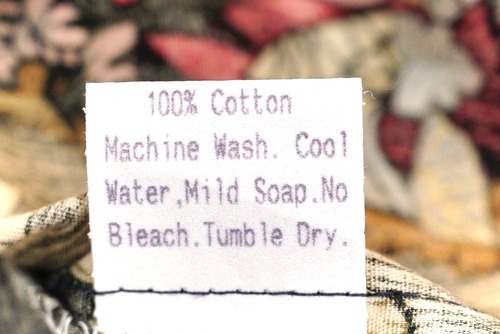 100% Cotton
Machine Wash. Cool
Water,Mild Soap.No
Bleach.Tumble Dry.